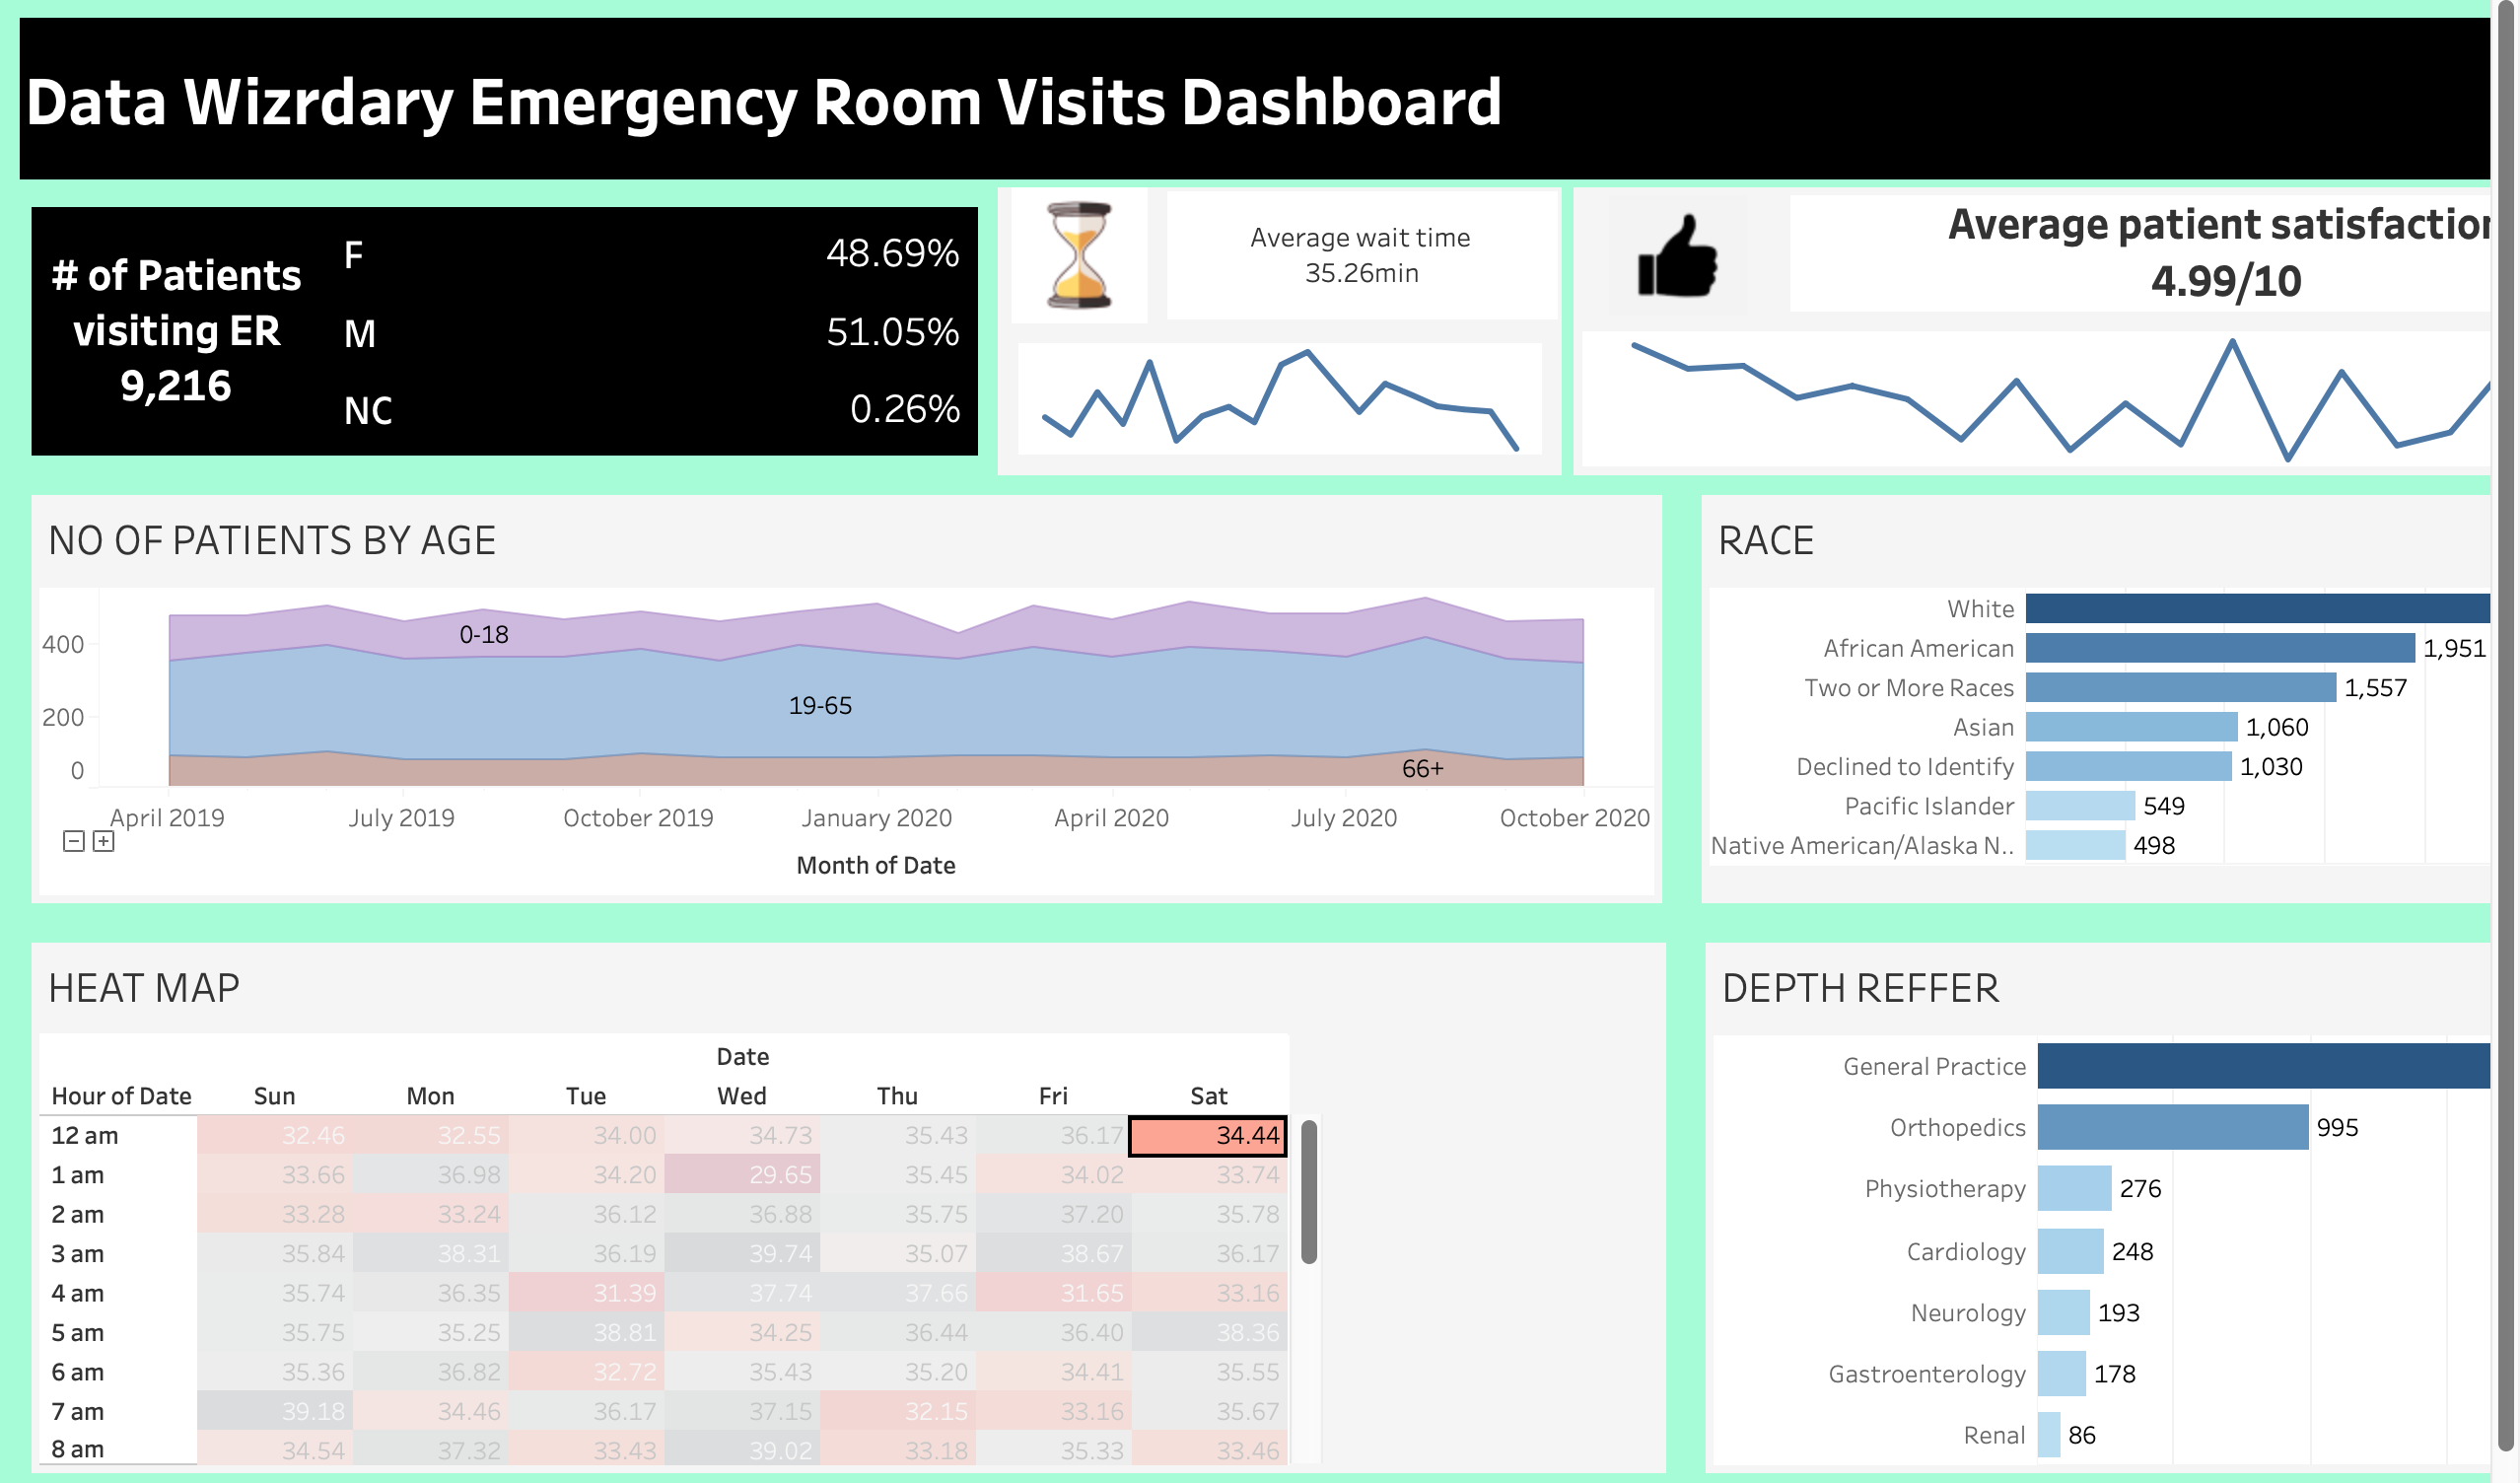 Data Wizrdary Emergency Room Visits Dashboard
# of Patients
visiting ER
9,216
F 48.69%
M 51.05%
NC 0.26%
Average wait time
35.26min
Average patient satisfaction
4.99/10
NO OF PATIENTS BY AGE
400
200
0
0-18
19-65
66+
April 2019 July 2019 October 2019 January 2020 April 2020 July 2020 October 2020
Month of Date
RACE
White
African American 1,951
Two or More Races 1,557
Asian 1,060
Declined to Identify 1,030
Pacific Islander 549
Native American/Alaska N.. 498
HEAT MAP
Date
Hour of Date Sun Mon Tue Wed Thu Fri Sat
12 am 32.46 32.55 34.00 34.73 35.43 36.17 34.44
1 am 33.66 36.98 34.20 29.65 35.45 34.02 33.74
2 am 33.28 33.24 36.12 36.88 35.75 37.20 35.78
3 am 35.84 38.31 36.19 39.74 35.07 38.67 36.17
4 am 35.74 36.35 31.39 37.74 37.66 31.65 33.16
5 am 35.75 35.25 38.81 34.25 36.44 36.40 38.36
6 am 35.36 36.82 32.72 35.43 35.20 34.41 35.55
7 am 39.18 34.46 36.17 37.15 32.15 33.16 35.67
8 am 34.54 37.32 33.43 39.02 33.18 35.33 33.46
DEPTH REFFER
General Practice
Orthopedics 995
Physiotherapy 276
Cardiology 248
Neurology 193
Gastroenterology 178
Renal 86